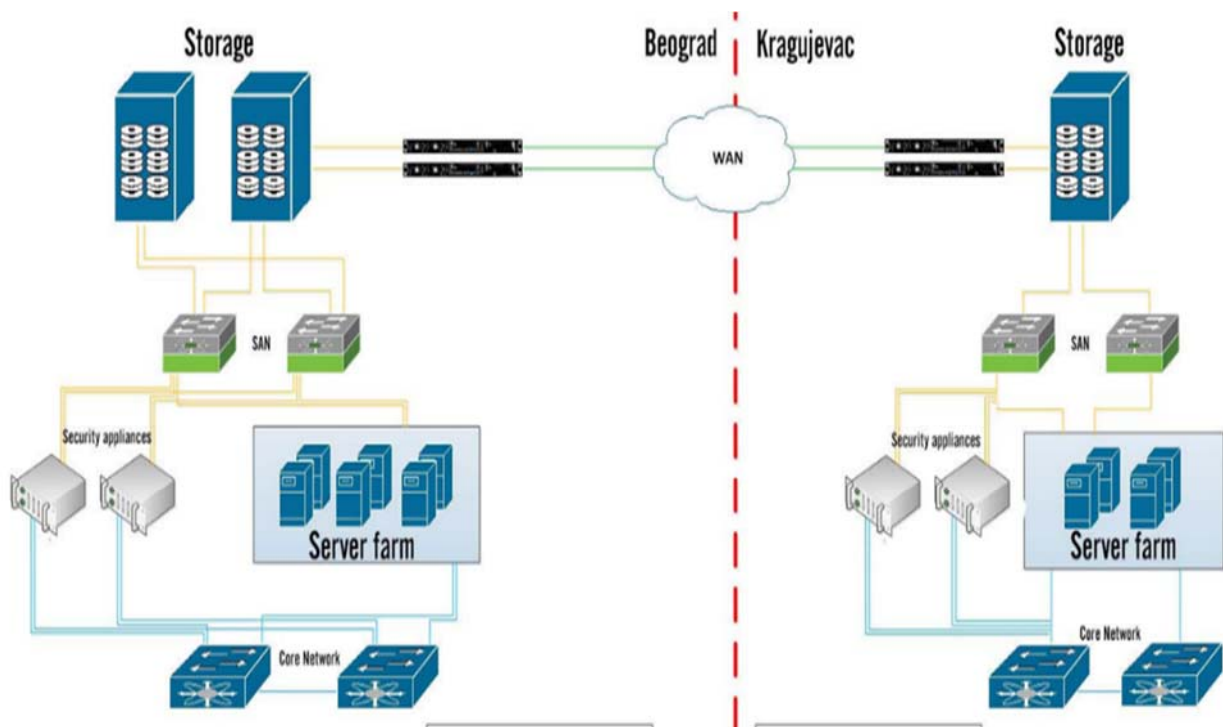 Storage
Beograd
Kragujevac
Storage
WAN
SAN
SAN
Security appliances
Security appliances
Server farm
Server farm
Core Network
Core Network